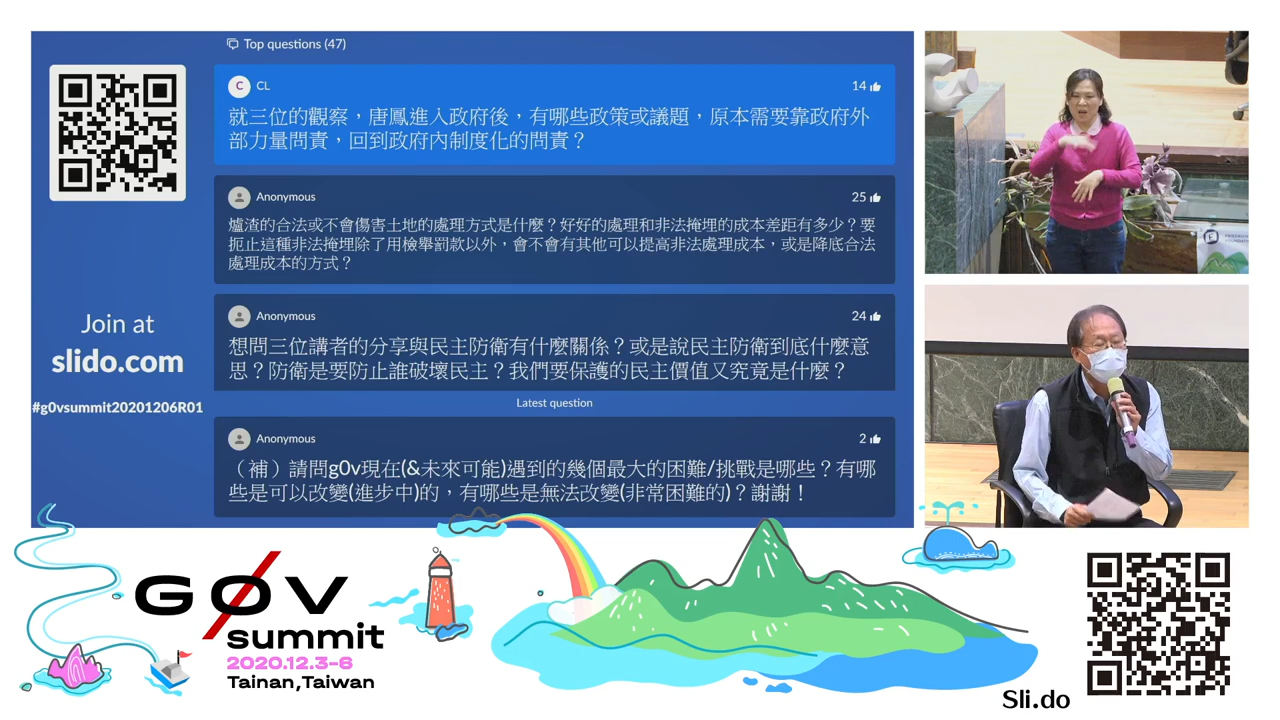 Top questions (47)
C
CL
14
就三位的觀察，唐鳳進入政府後，有哪些政策或議題，原本需要靠政府外
部力量問責，回到政府內制度化的問責？
Anonymous
25
爐渣的合法或不會傷害土地的處理方式是什麼？好好的處理和非法掩埋的成本差距有多少？要
扼止這種非法掩埋除了用檢舉罰款以外，會不會有其他可以提高非法處理成本，或是降底合法
處理成本的方式？
Anonymous
24
想問三位講者的分享與民主防衛有什麼關係？或是說民主防衛到底什麼意
思？防衛是要防止誰破壞民主？我們要保護的民主價值又究竟是什麼？
Latest question
Anonymous
2
（補）請問g0v現在(&未來可能)遇到的幾個最大的困難/挑戰是哪些？有哪
些是可以改變(進步中)的，有哪些是無法改變(非常困難的)？謝謝！
Join at
slido.com
#g0vsummit20201206R01
G0V
summit
2020.12.3-6
Tainan,Taiwan
Sli.do